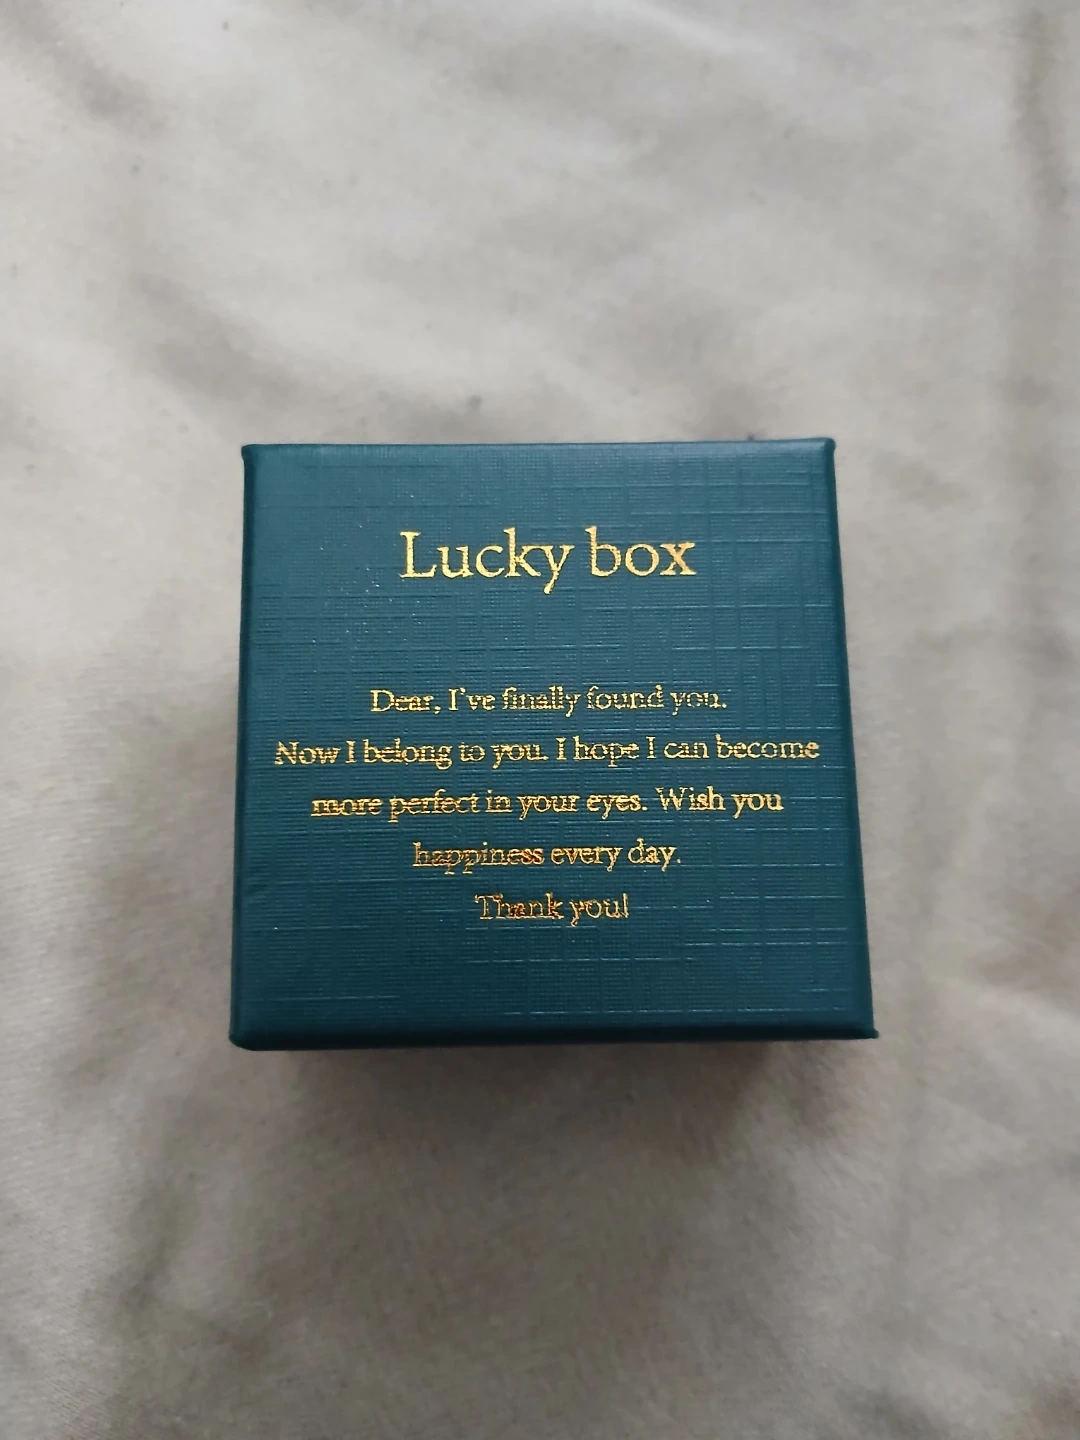 Lucky box
Dear, I've finally found you.
Now I belong to you. I hope I can become
more perfect in your eyes. Wish you
happiness every day.
Thank you!